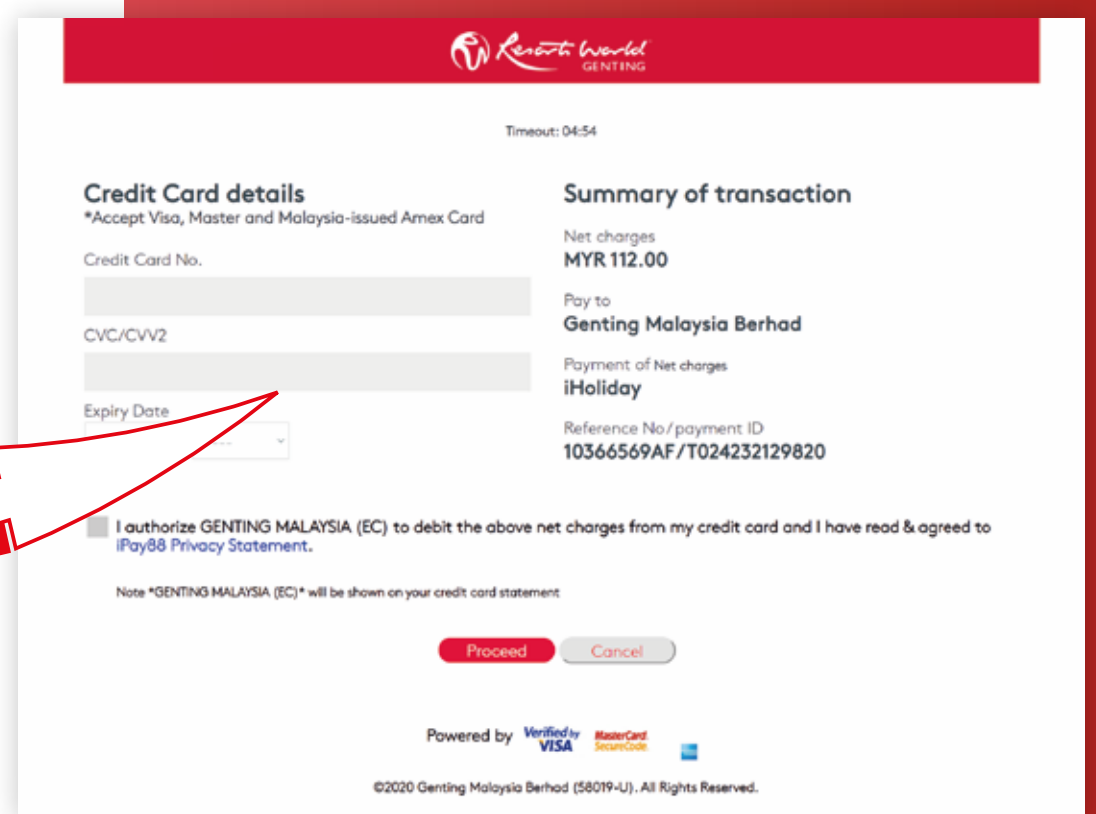 Resorts World
GENTING
Timeout: 04:54
Credit Card details
*Accept Visa, Master and Malaysia-issued Amex Card
Credit Card No.
CVC/CVV2
Expiry Date
Summary of transaction
Net charges
MYR 112.00
Pay to
Genting Malaysia Berhad
Payment of Net charges
iHoliday
Reference No/payment ID
10366569AF/T024232129820
I authorize GENTING MALAYSIA (EC) to debit the above net charges from my credit card and I have read & agreed to
iPay88 Privacy Statement.
Note *GENTING MALAYSIA (EC)* will be shown on your credit card statement
Proceed Cancel
Powered by Verified by VISA MasterCard SecureCode
©2020 Genting Malaysia Berhad (58019-U). All Rights Reserved.